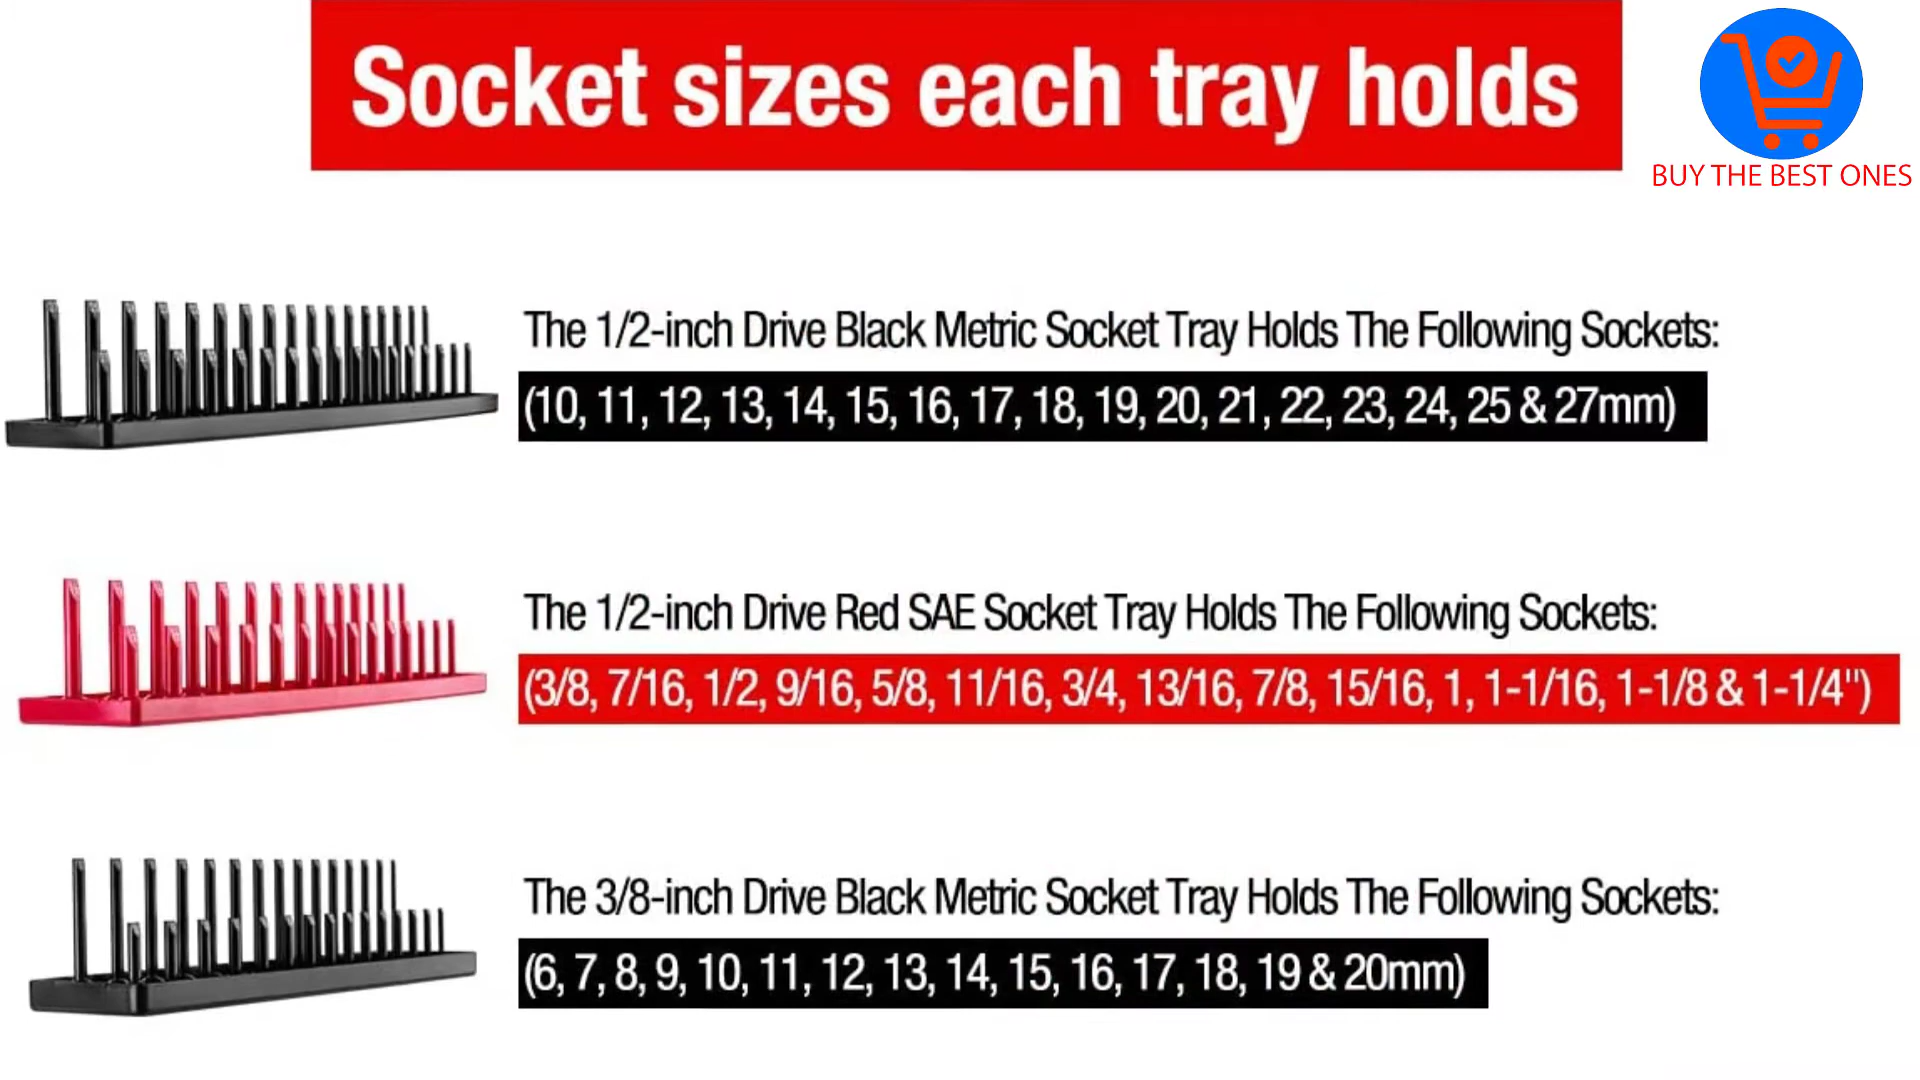 Socket sizes each tray holds
BUY THE BEST ONES
The 1/2-inch Drive Black Metric Socket Tray Holds The Following Sockets:
(10, 11, 12, 13, 14, 15, 16, 17, 18, 19, 20, 21, 22, 23, 24, 25 & 27mm)
The 1/2-inch Drive Red SAE Socket Tray Holds The Following Sockets:
(3/8, 7/16, 1/2, 9/16, 5/8, 11/16, 3/4, 13/16, 7/8, 15/16, 1, 1-1/16, 1-1/8 & 1-1/4")
The 3/8-inch Drive Black Metric Socket Tray Holds The Following Sockets:
(6, 7, 8, 9, 10, 11, 12, 13, 14, 15, 16, 17, 18, 19 & 20mm)